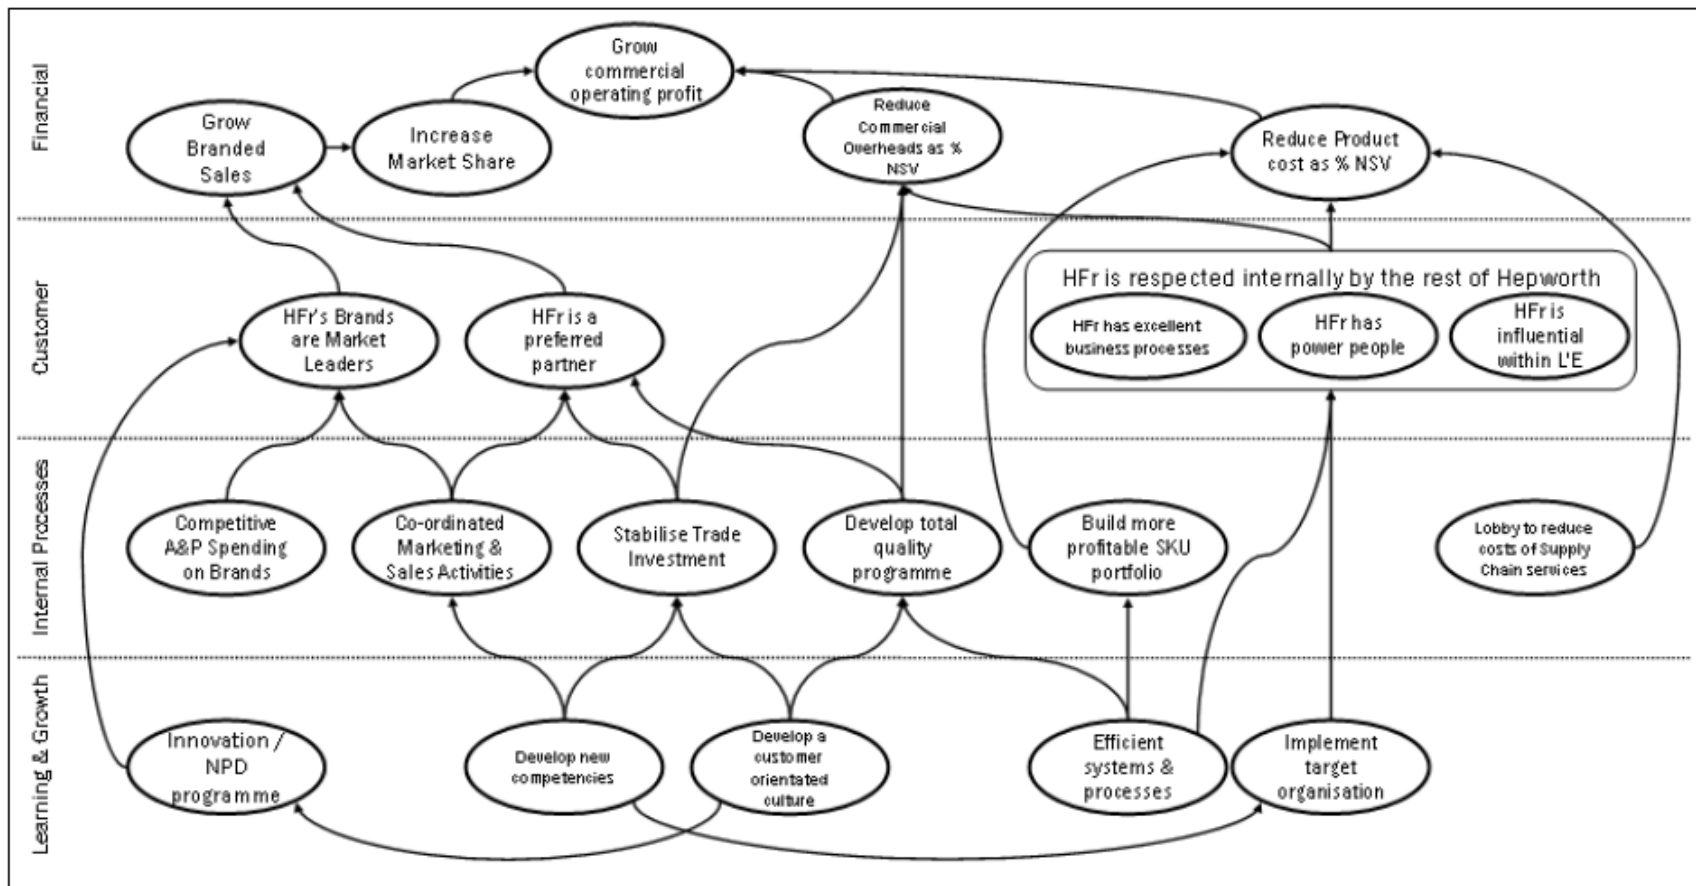 Financial
Grow
commercial
operating profit
Grow
Branded
Sales
Increase
Market Share
Reduce
Commercial
Overheads as %
NSV
Reduce Product
cost as % NSV
Customer
HFr's Brands
are Market
Leaders
HFr is a
preferred
partner
HFr is respected internally by the rest of Hepworth
HFr has excellent
business processes
HFr has
power people
HFr is
influential
within L'E
Internal Processes
Competitive
A&P Spending
on Brands
Co-ordinated
Marketing &
Sales Activities
Stabilise Trade
Investment
Develop total
quality
programme
Build more
profitable SKU
portfolio
Lobby to reduce
costs of Supply
Chain services
Learning & Growth
Innovation /
NPD
programme
Develop new
competencies
Develop a
customer
orientated
culture
Efficient
systems &
processes
Implement
target
organisation